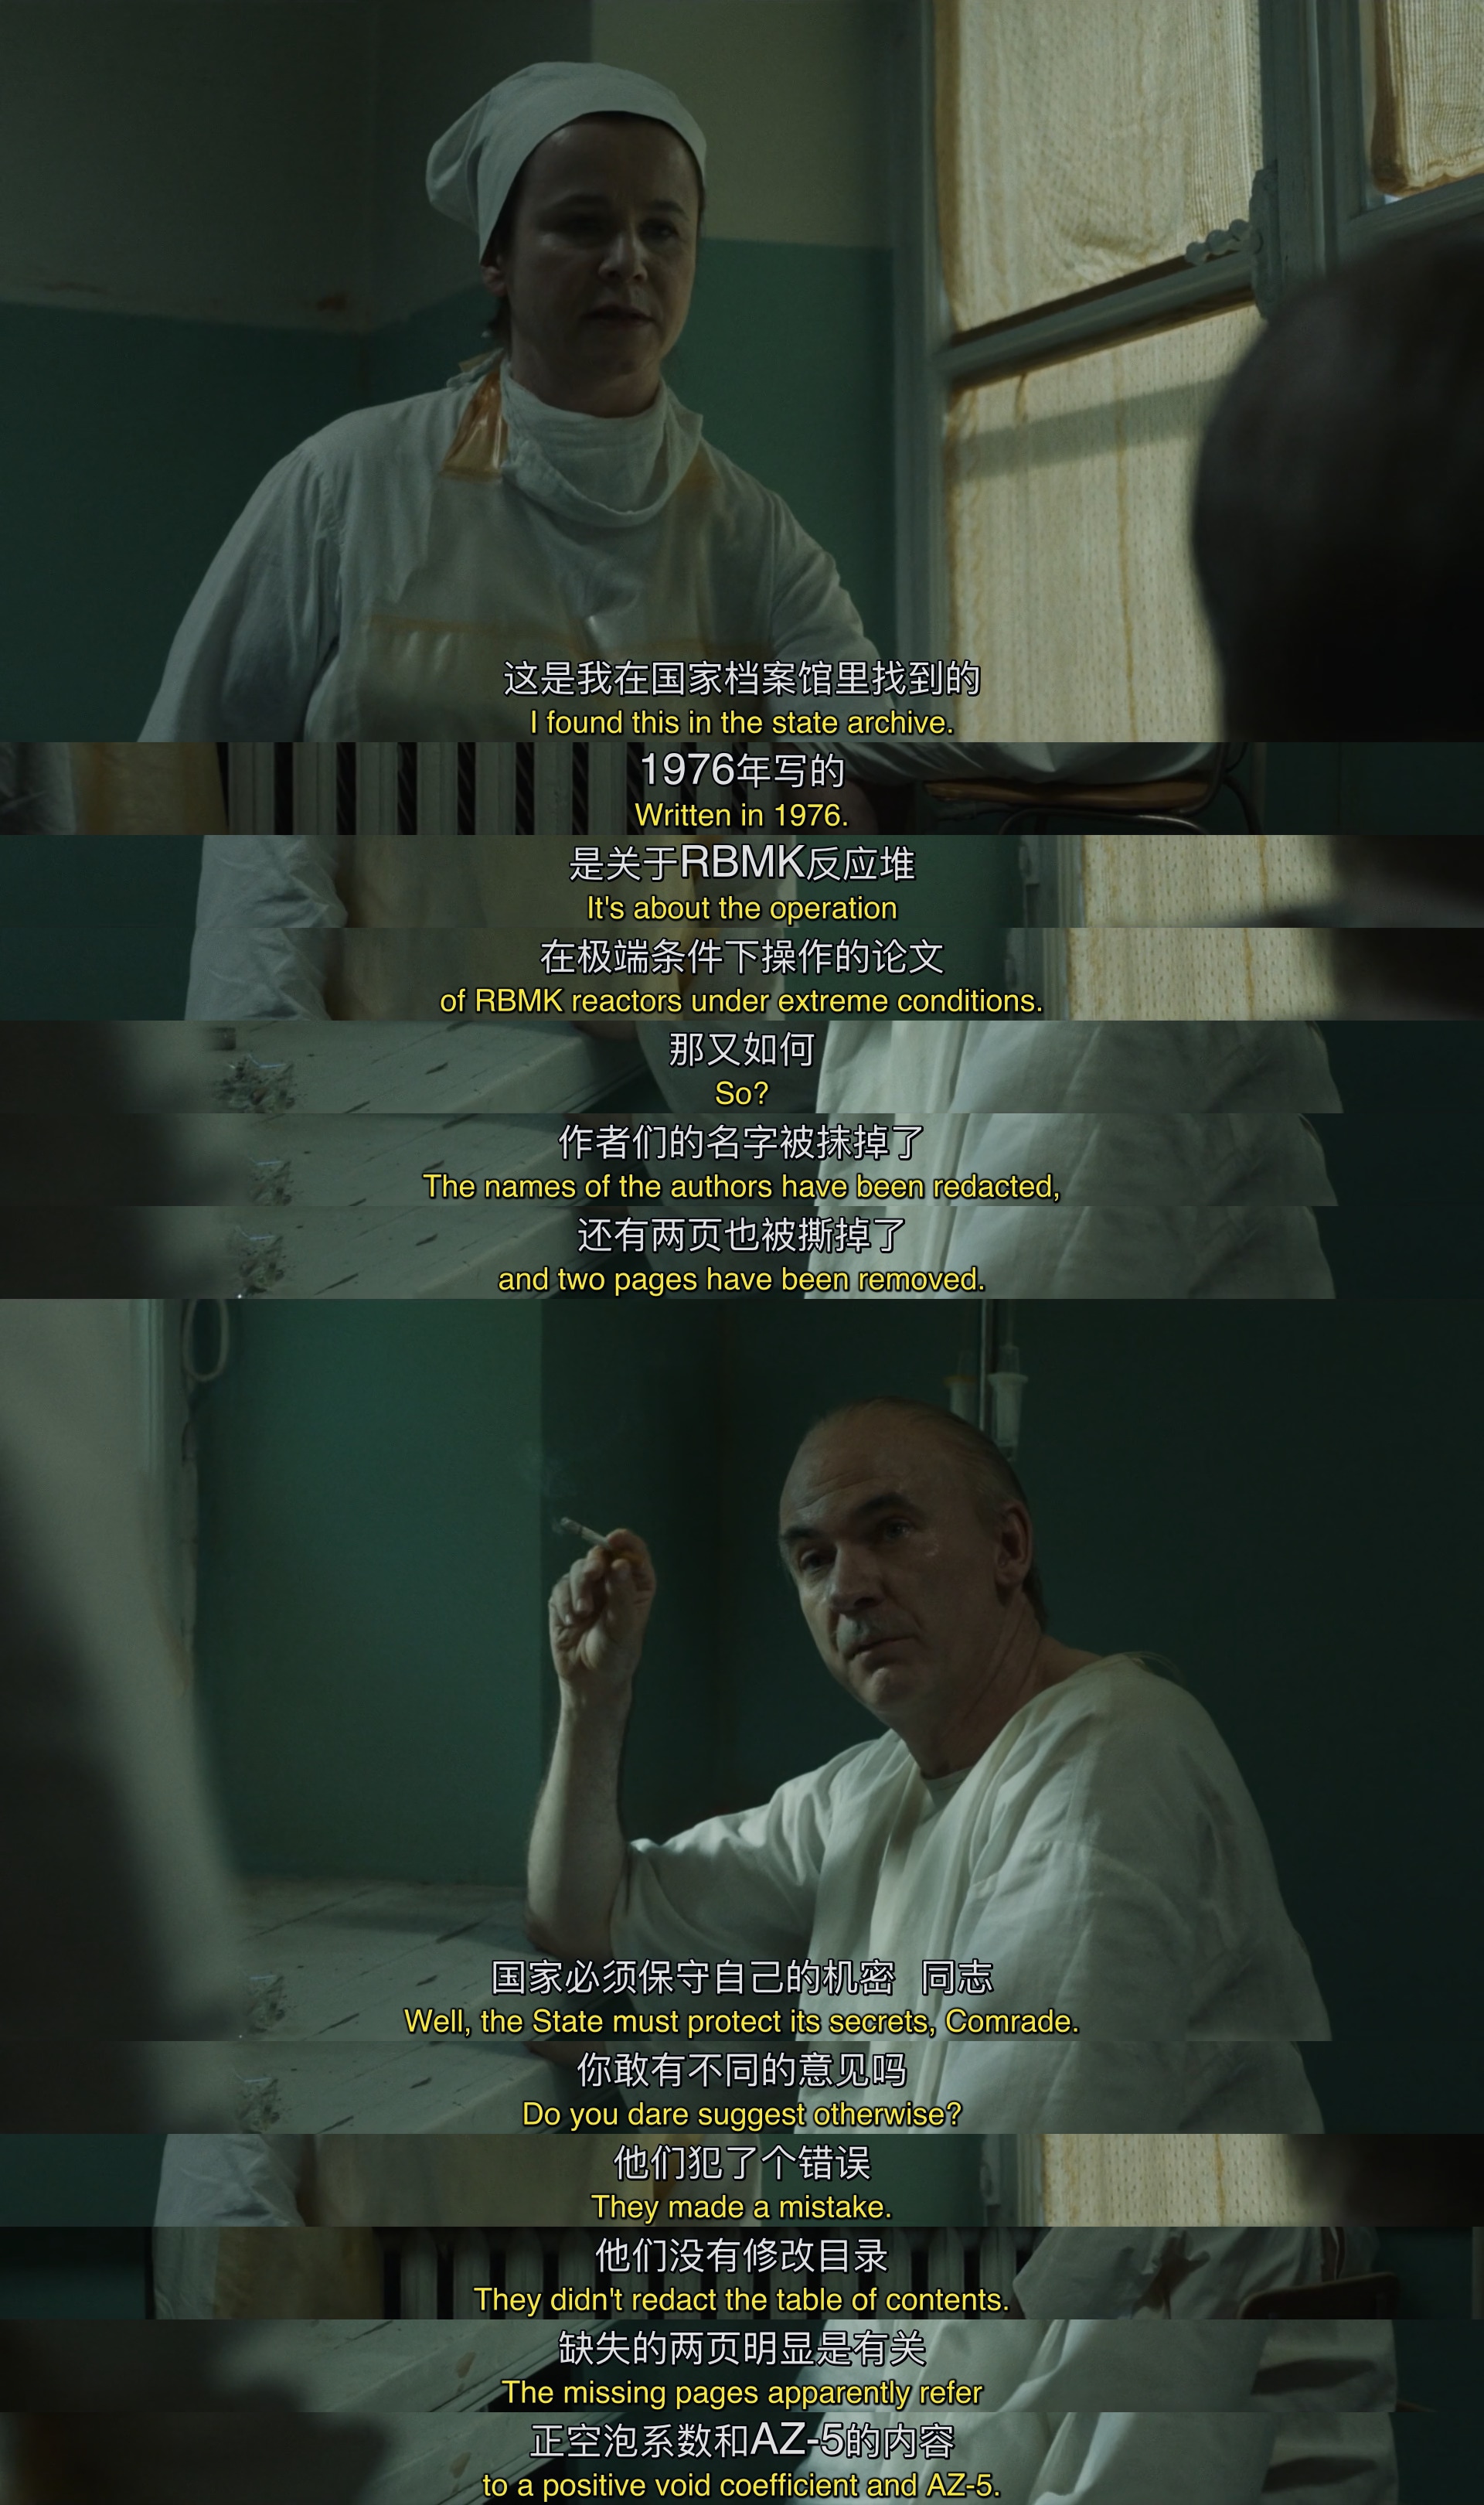 这是我在国家档案馆里找到的
I found this in the state archive.
1976年写的
Written in 1976.
是关于RBMK反应堆
It's about the operation
在极端条件下操作的论文
of RBMK reactors under extreme conditions.
那又如何
So?
作者们的名字被抹掉了
The names of the authors have been redacted,
还有两页也被撕掉了
and two pages have been removed.
国家必须保守自己的机密 同志
Well, the State must protect its secrets, Comrade.
你敢有不同的意见吗
Do you dare suggest otherwise?
他们犯了个错误
They made a mistake.
他们没有修改目录
They didn't redact the table of contents.
缺失的两页明显是有关
The missing pages apparently refer
正空泡系数和AZ-5的内容
to a positive void coefficient and AZ-5.